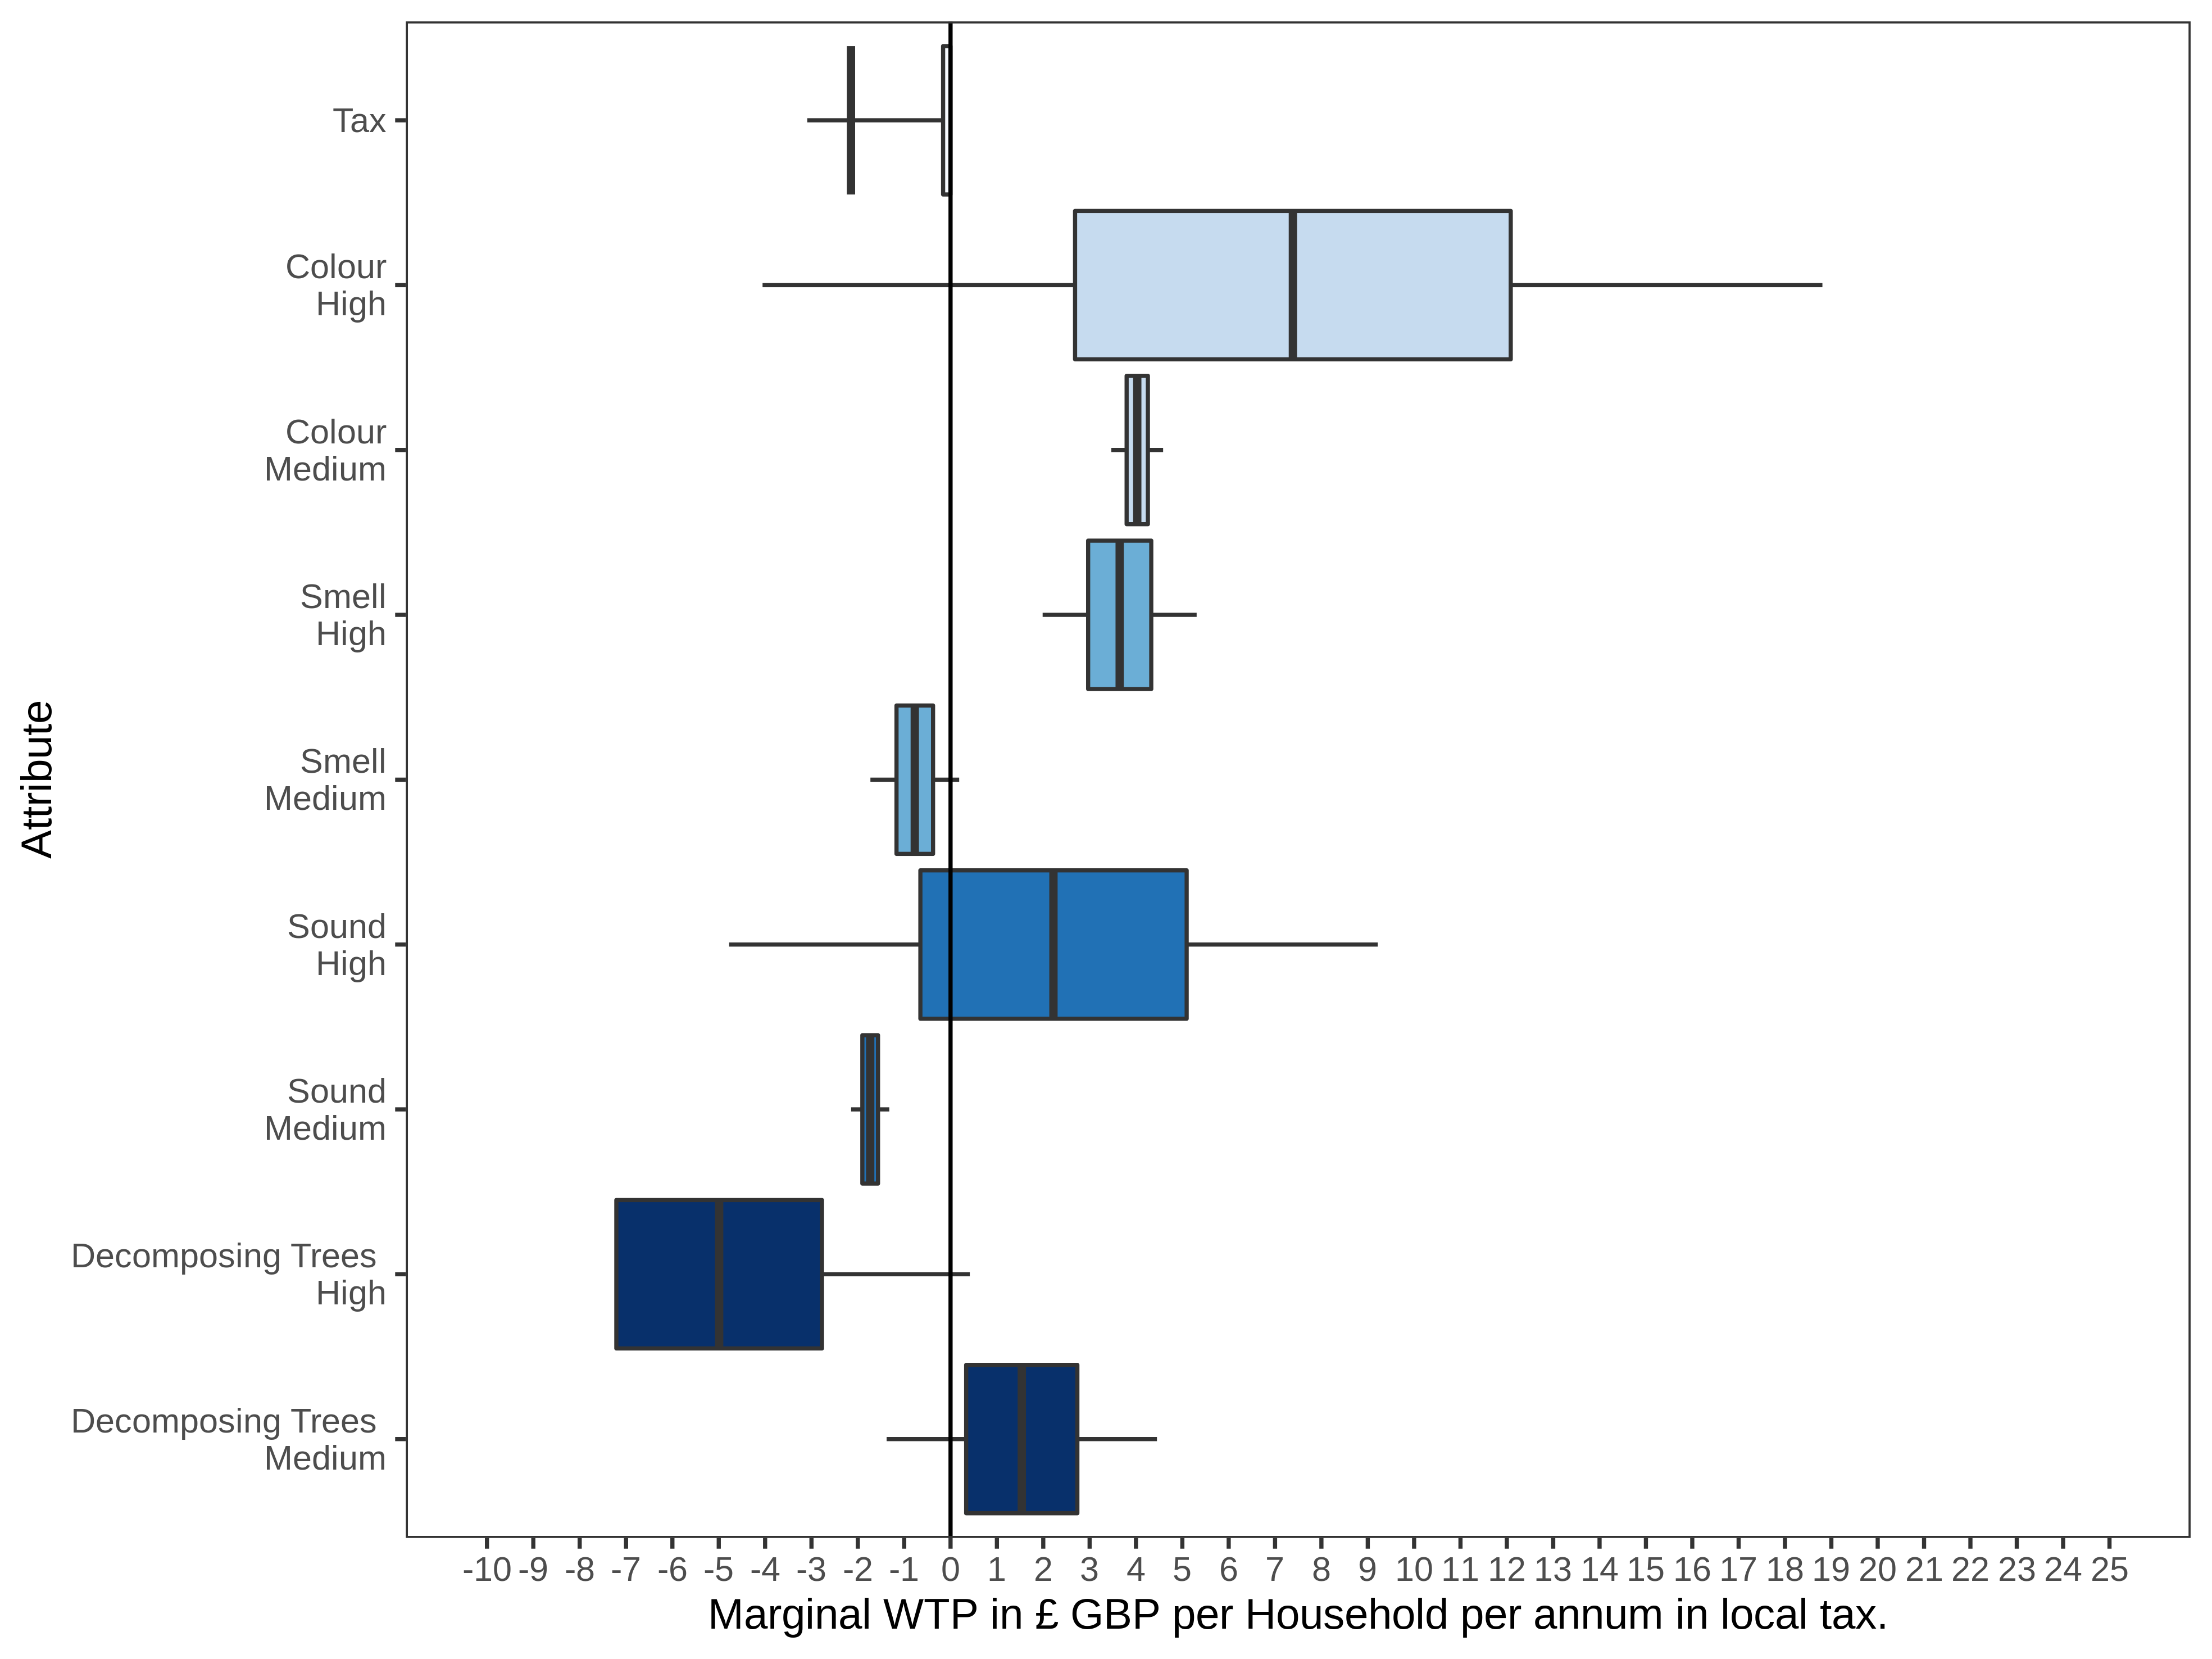 Tax
Colour
High
Colour
Medium
Smell
High
Smell
Medium
Sound
High
Sound
Medium
Decomposing Trees
High
Decomposing Trees
Medium
Attribute
-10 -9 -8 -7 -6 -5 -4 -3 -2 -1 0 1 2 3 4 5 6 7 8 9 10 11 12 13 14 15 16 17 18 19 20 21 22 23 24 25
Marginal WTP in £ GBP per Household per annum in local tax.